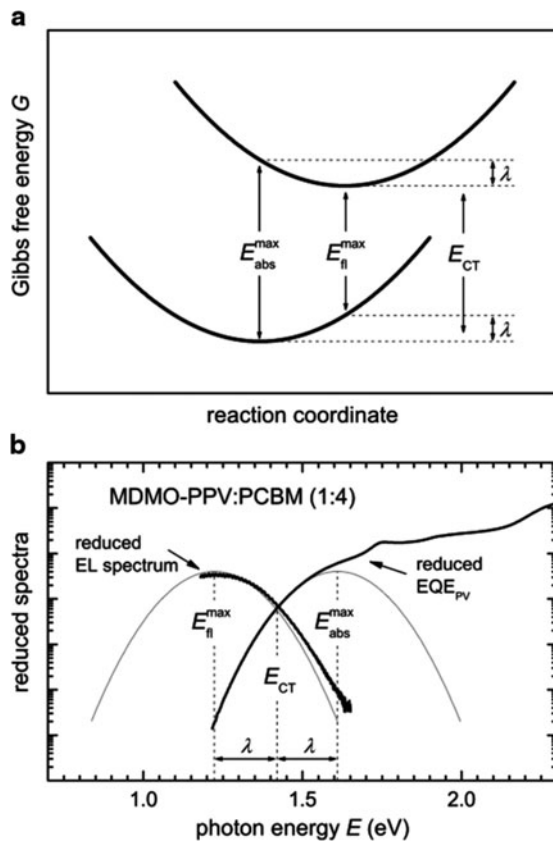 a
Gibbs free energy G
λ
E_abs^max
E_fl^max
E_CT
λ
reaction coordinate
b
MDMO-PPV:PCBM (1:4)
reduced
EL spectrum
reduced
EQE_PV
E_fl^max
E_abs^max
E_CT
λ λ
reduced spectra
1.0 1.5 2.0
photon energy E (eV)